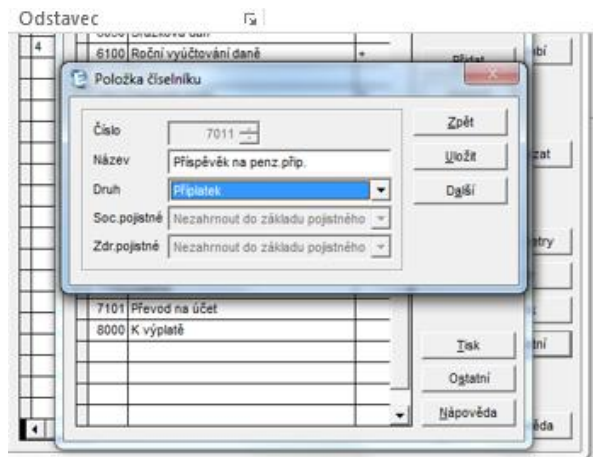 Odstavec
4
6100 Roční vyúčtování daně +
Přidat
Položka číselníku
Číslo 7011
Název Příspěvěk na penz.přip.
Druh Příplatek
Soc.pojistné Nezahrnout do základu pojistného
Zdr.pojistné Nezahrnout do základu pojistného
Zpět
Uložit
Další
7101 Převod na účet
8000 K výplatě
Tisk
Ostatní
Nápověda